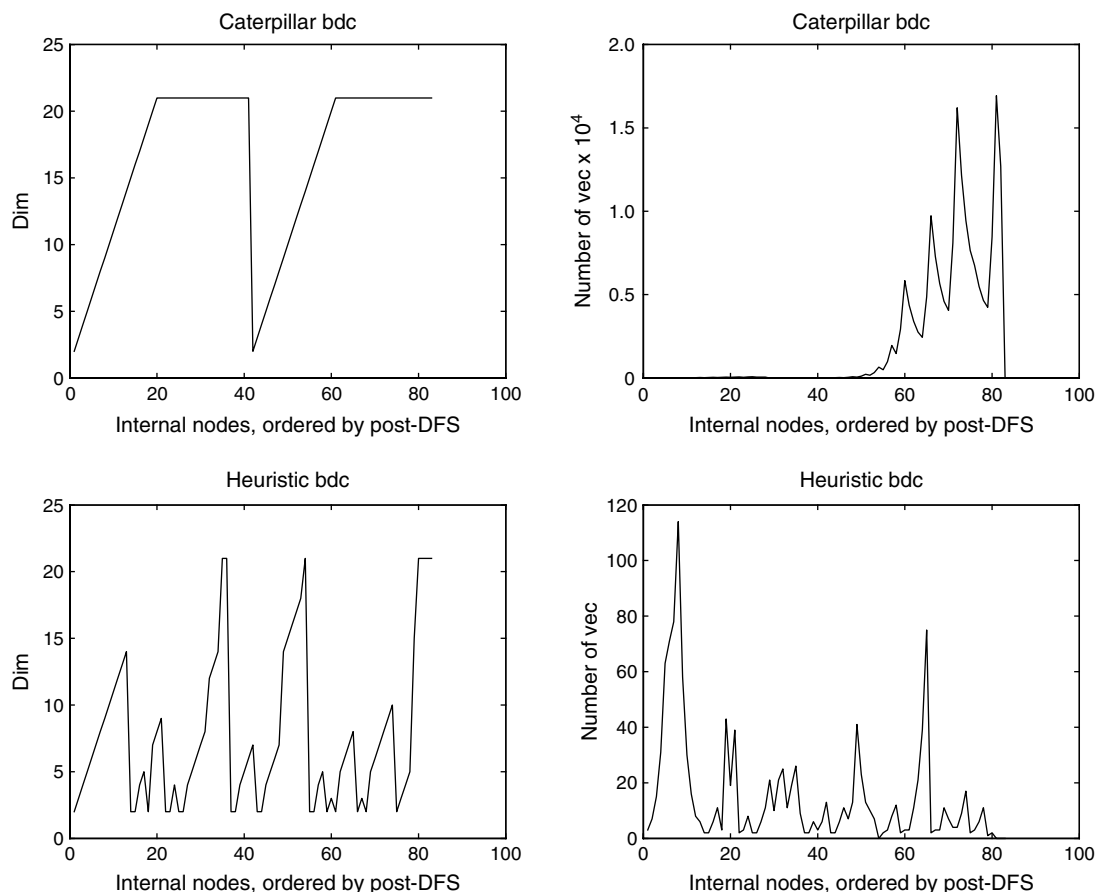 Caterpillar bdc
25
20
15
10
5
0
Dim
0 20 40 60 80 100
Internal nodes, ordered by post-DFS
Caterpillar bdc
2.0
1.5
1.0
0.5
0
Number of vec x 10⁴
0 20 40 60 80 100
Internal nodes, ordered by post-DFS
Heuristic bdc
25
20
15
10
5
0
Dim
0 20 40 60 80 100
Internal nodes, ordered by post-DFS
Heuristic bdc
120
100
80
60
40
20
0
Number of vec
0 20 40 60 80 100
Internal nodes, ordered by post-DFS